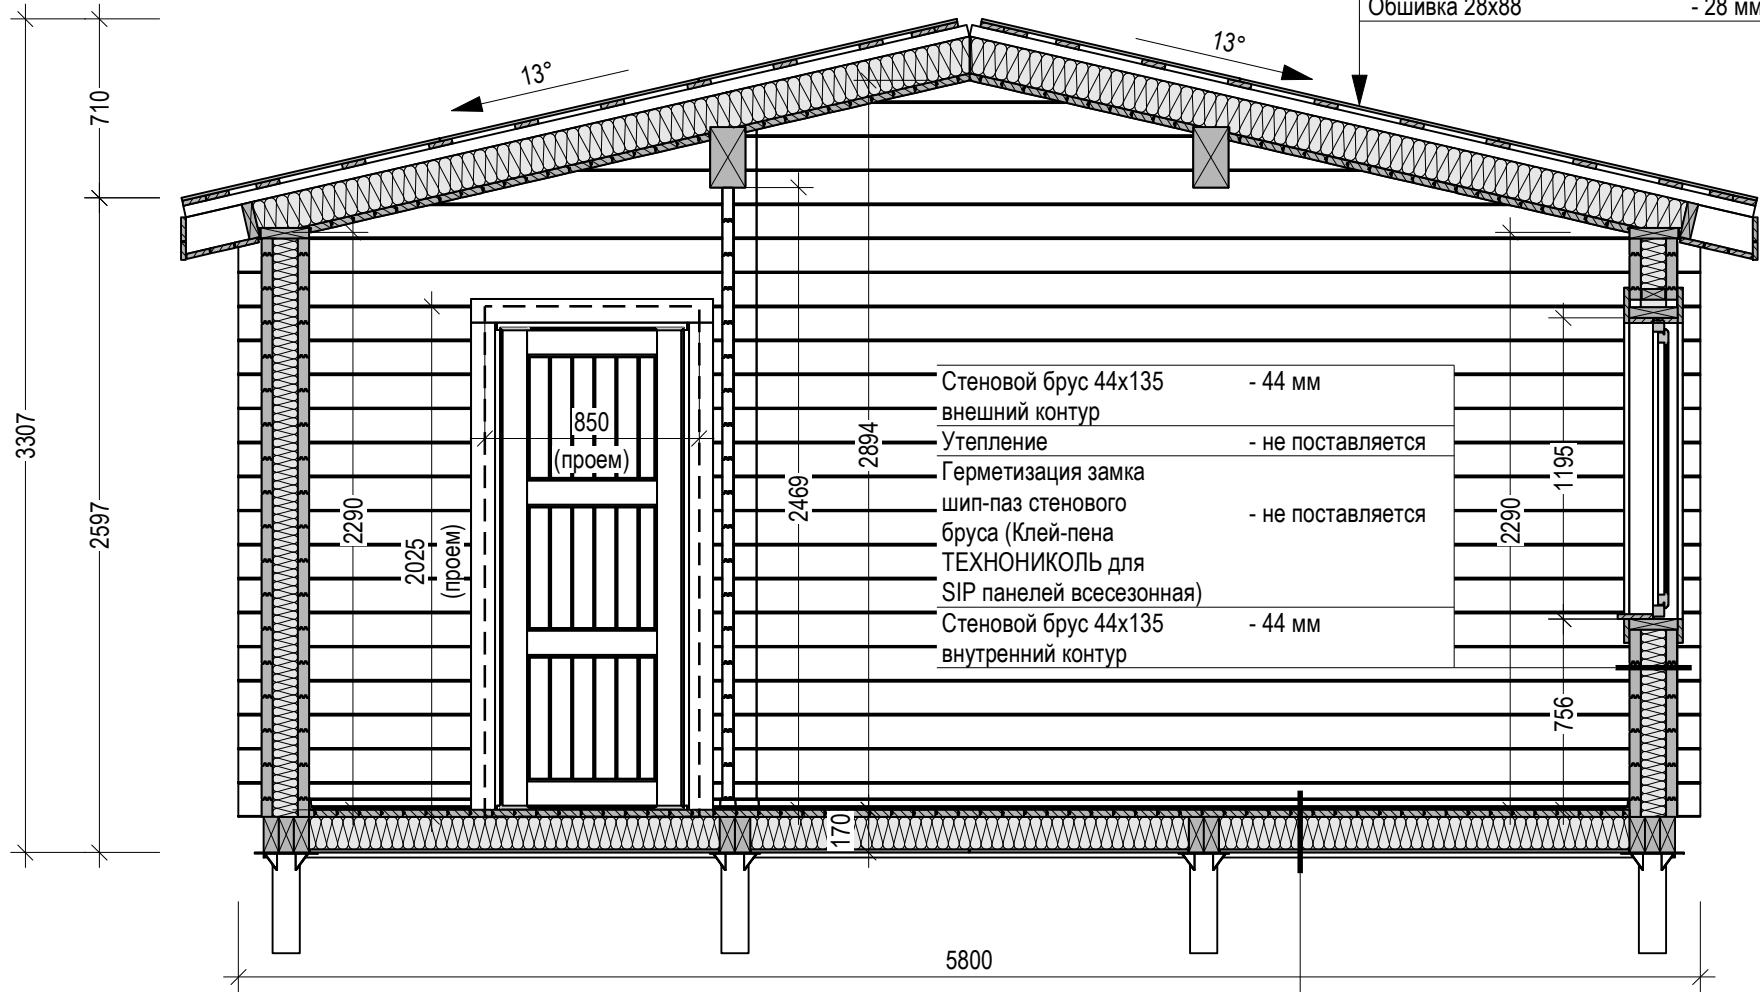 Обшивка 28х88 - 28 мм
13°
13°
710
3307
2597
2290
2025
(проем)
850
(проем)
2894
2469
Стеновой брус 44х135 - 44 мм
внешний контур
Утепление - не поставляется
Герметизация замка
шип-паз стенового
бруса (Клей-пена
ТЕХНОНИКОЛЬ для
SIP панелей всесезонная) - не поставляется
Стеновой брус 44х135 - 44 мм
внутренний контур
2290
1195
756
170
5800